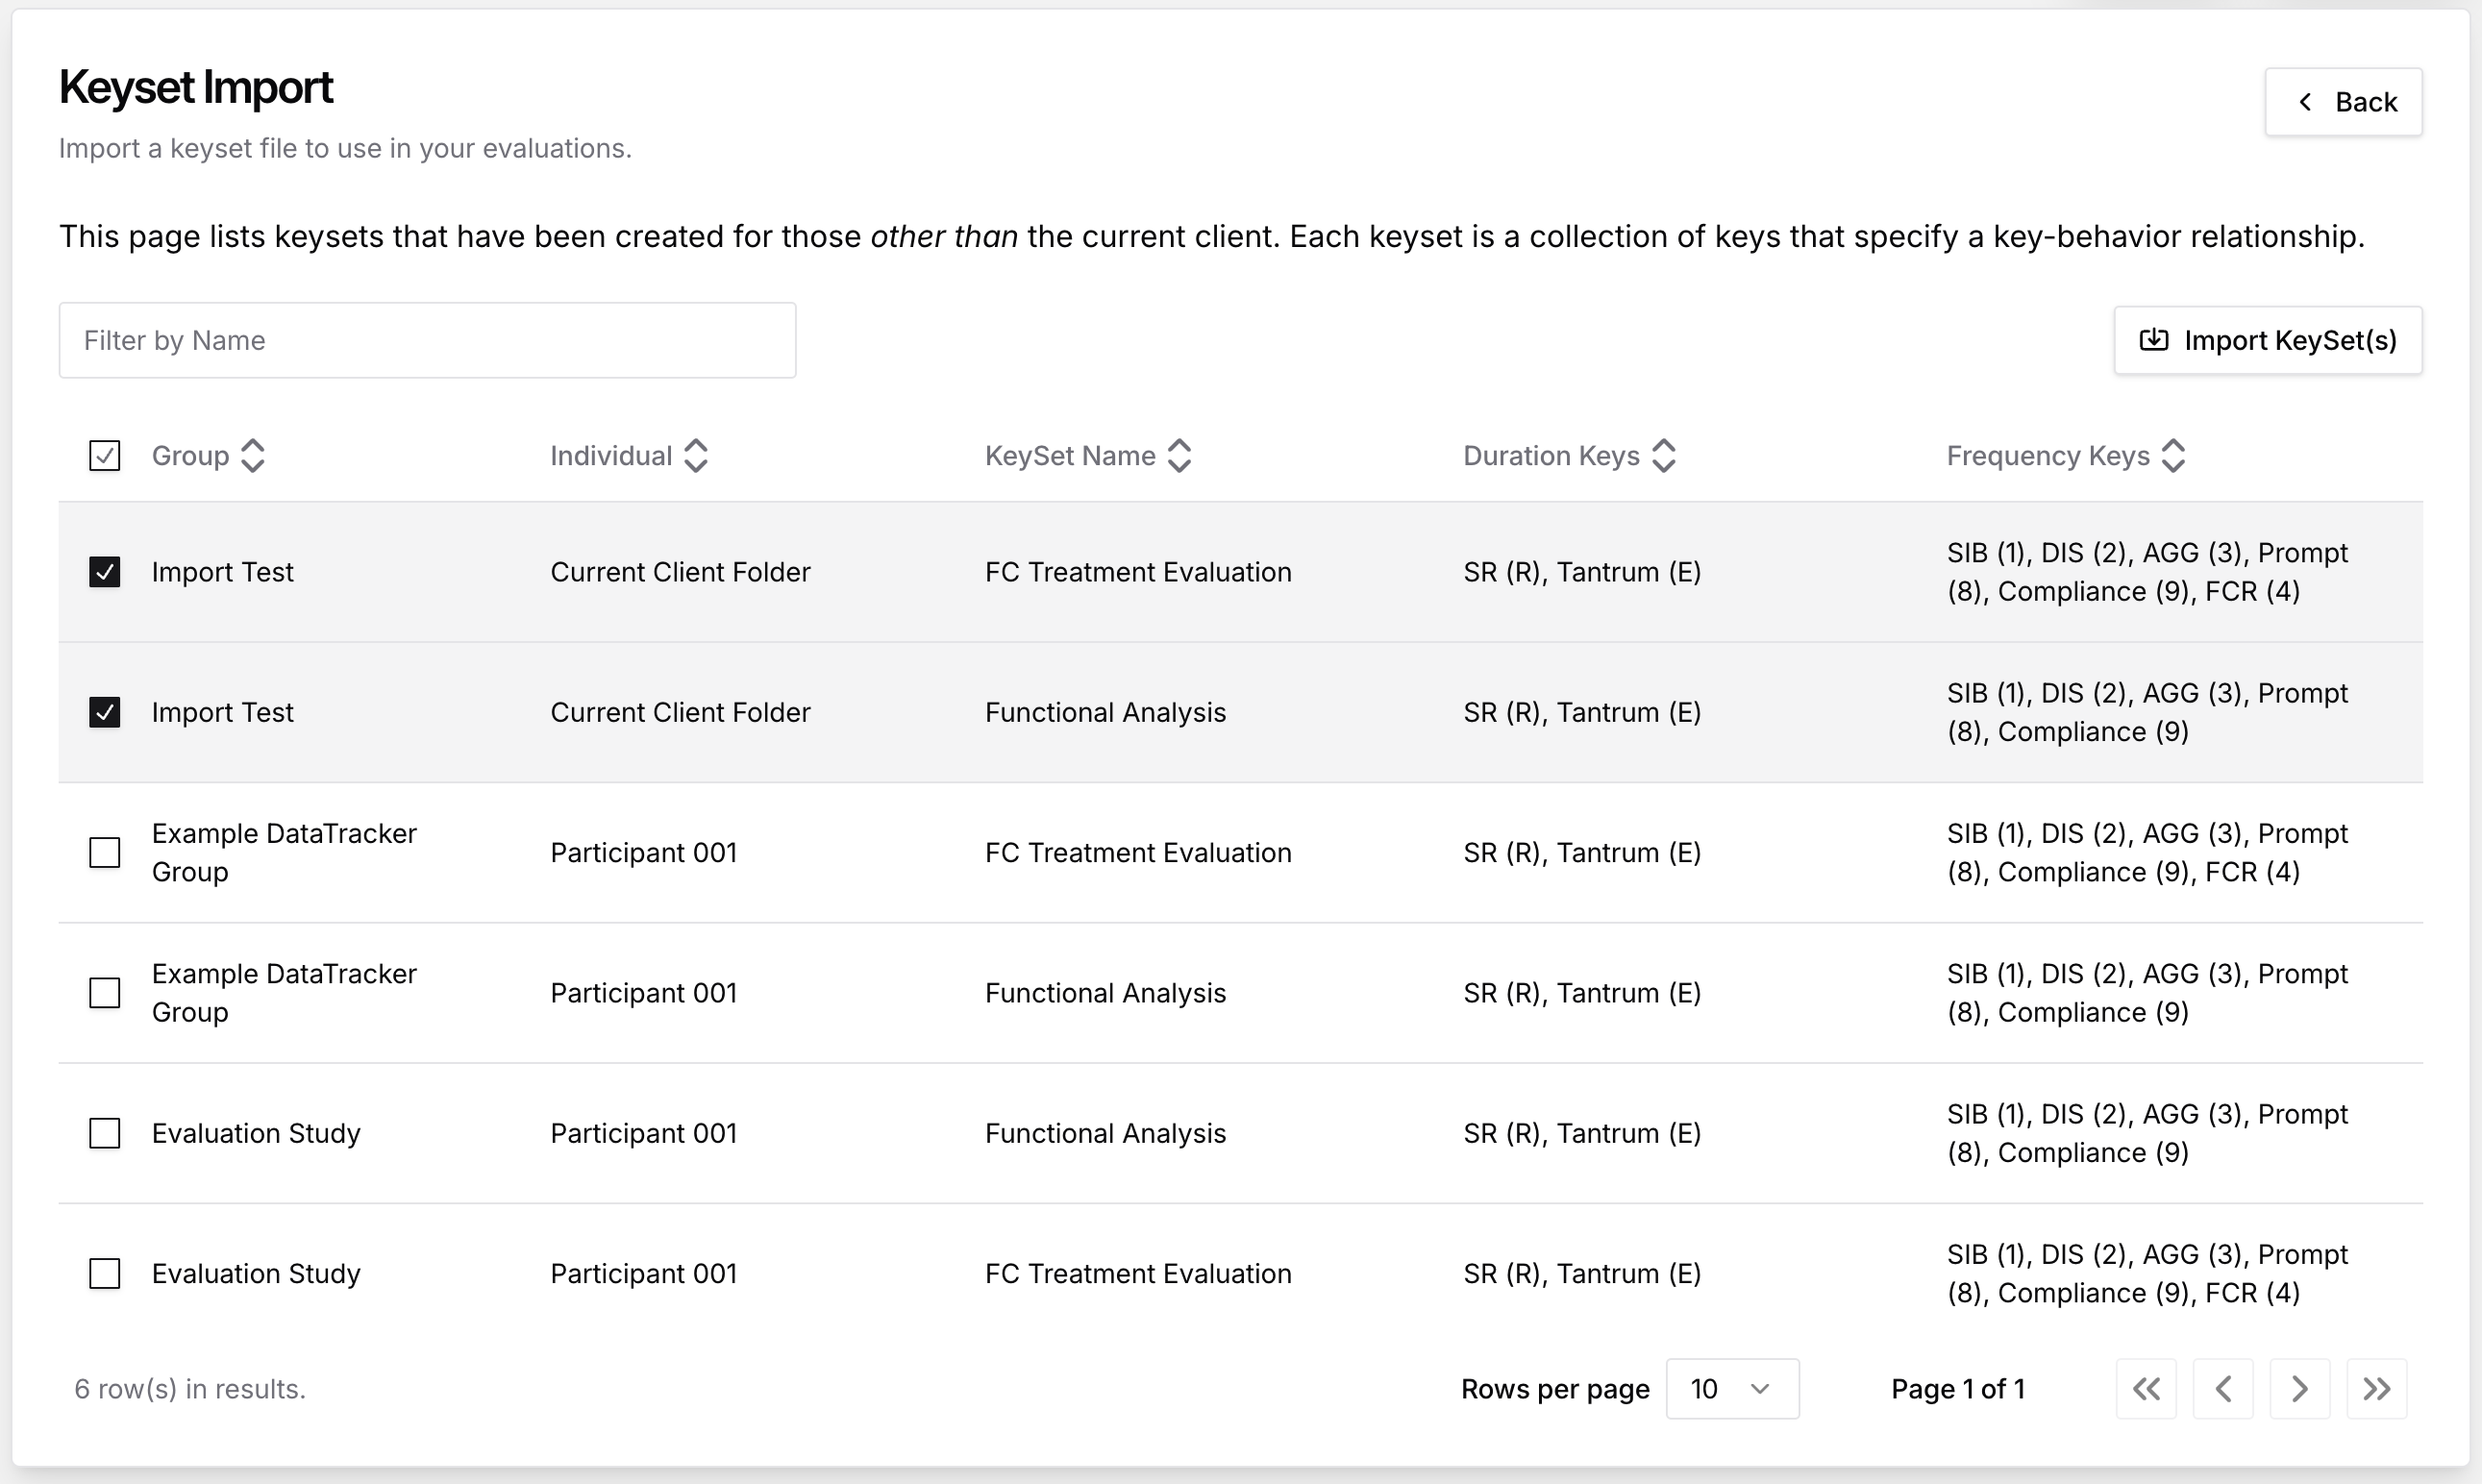 Keyset Import
Back
Import a keyset file to use in your evaluations.
This page lists keysets that have been created for those other than the current client. Each keyset is a collection of keys that specify a key-behavior relationship.
Filter by Name
Import KeySet(s)
Group Individual KeySet Name Duration Keys Frequency Keys
Import Test Current Client Folder FC Treatment Evaluation SR (R), Tantrum (E) SIB (1), DIS (2), AGG (3), Prompt
(8), Compliance (9), FCR (4)
Import Test Current Client Folder Functional Analysis SR (R), Tantrum (E) SIB (1), DIS (2), AGG (3), Prompt
(8), Compliance (9)
Example DataTracker
Group Participant 001 FC Treatment Evaluation SR (R), Tantrum (E) SIB (1), DIS (2), AGG (3), Prompt
(8), Compliance (9), FCR (4)
Example DataTracker
Group Participant 001 Functional Analysis SR (R), Tantrum (E) SIB (1), DIS (2), AGG (3), Prompt
(8), Compliance (9)
Evaluation Study Participant 001 Functional Analysis SR (R), Tantrum (E) SIB (1), DIS (2), AGG (3), Prompt
(8), Compliance (9)
Evaluation Study Participant 001 FC Treatment Evaluation SR (R), Tantrum (E) SIB (1), DIS (2), AGG (3), Prompt
(8), Compliance (9), FCR (4)
6 row(s) in results.
Rows per page 10
Page 1 of 1